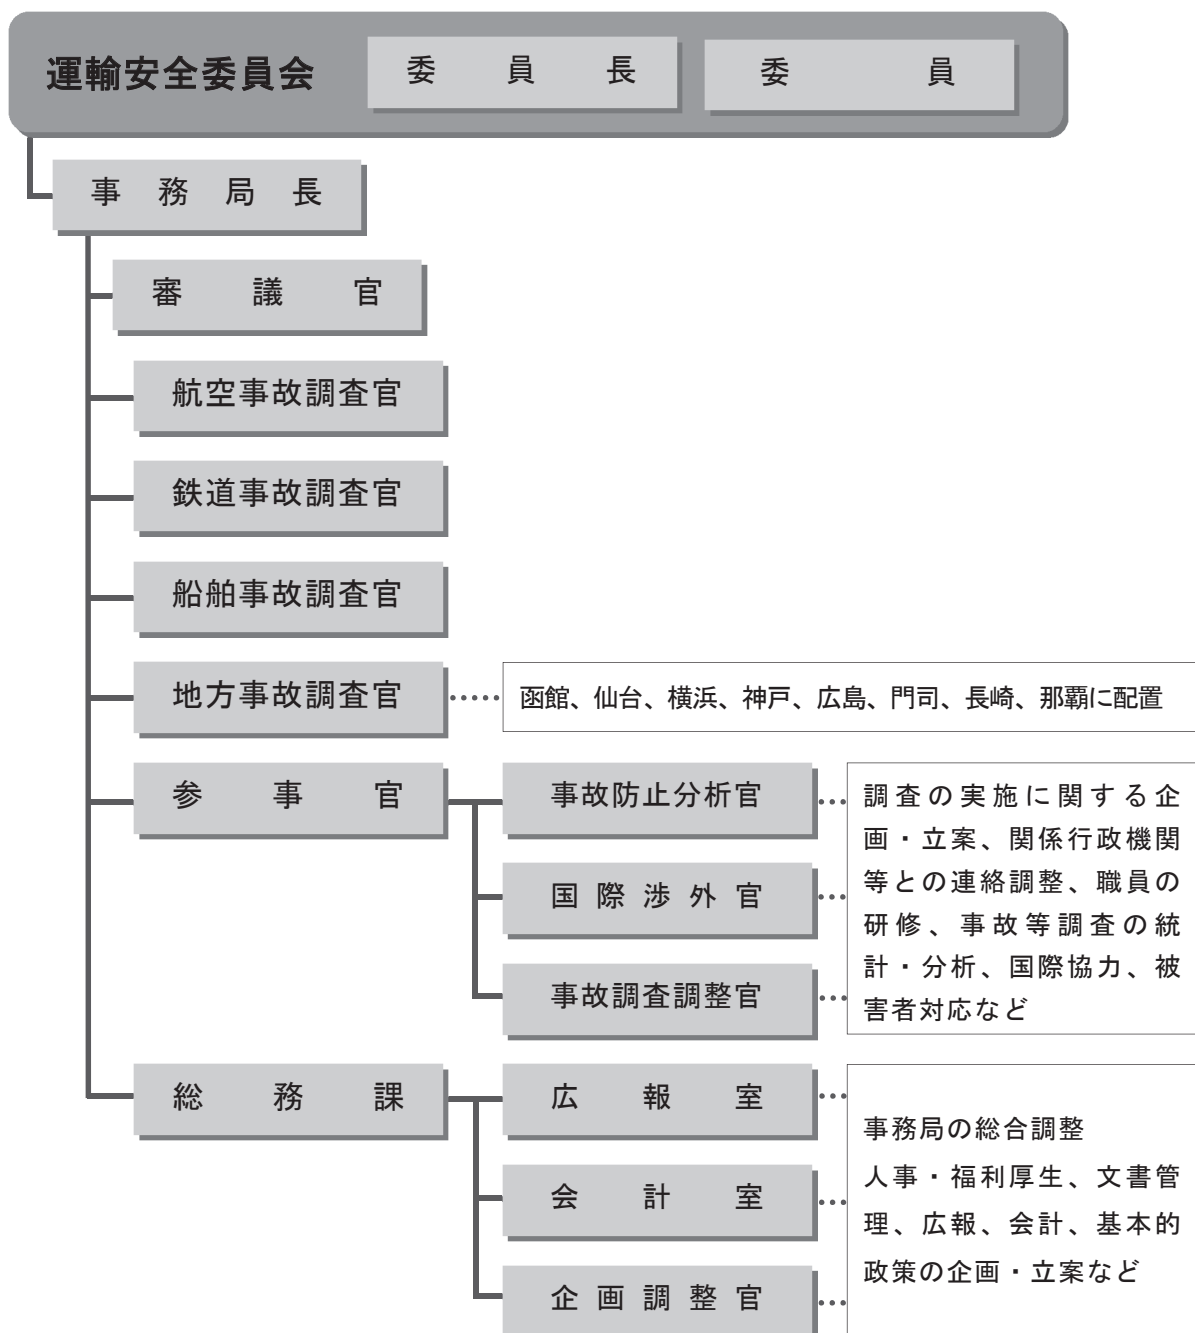 運輸安全委員会 委員長 委員
事務局長
審議官
航空事故調査官
鉄道事故調査官
船舶事故調査官
地方事故調査官
函館、仙台、横浜、神戸、広島、門司、長崎、那覇に配置
参事官
事故防止分析官
国際渉外官
事故調査調整官
調査の実施に関する企
画・立案、関係行政機関
等との連絡調整、職員の
研修、事故等調査の統
計・分析、国際協力、被
害者対応など
総務課
広報室
会計室
企画調整官
事務局の総合調整
人事・福利厚生、文書管
理、広報、会計、基本的
政策の企画・立案など